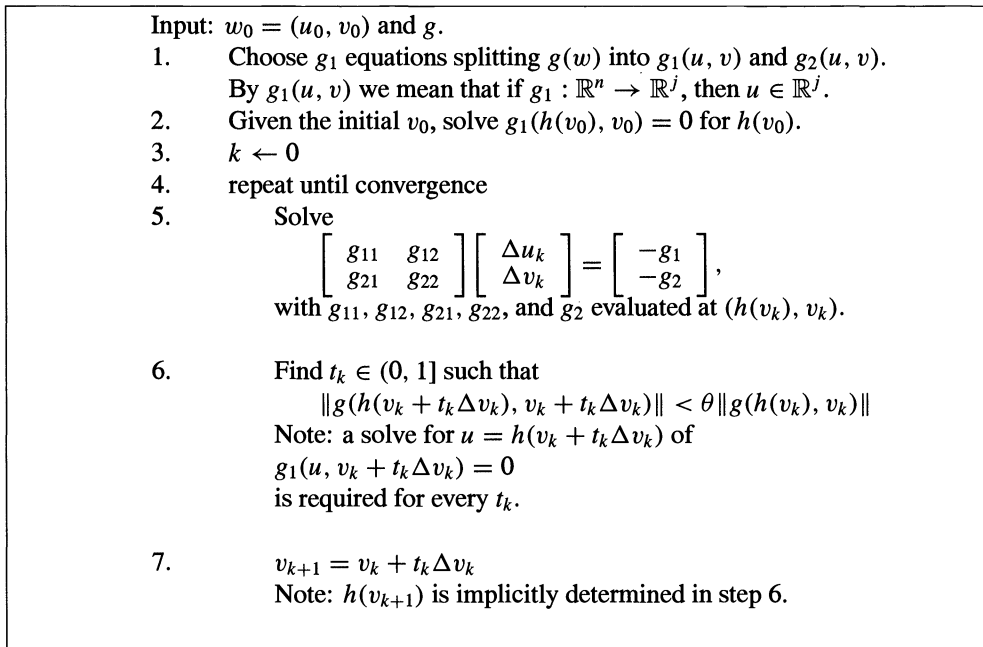 Input: w₀ = (u₀, v₀) and g.
1. Choose g₁ equations splitting g(w) into g₁(u, v) and g₂(u, v).
By g₁(u, v) we mean that if g₁ : ℝⁿ → ℝʲ, then u ∈ ℝʲ.
2. Given the initial v₀, solve g₁(h(v₀), v₀) = 0 for h(v₀).
3. k ← 0
4. repeat until convergence
5. Solve
[ g₁₁ g₁₂ ] [ Δuₖ ] = [ −g₁ ]
[ g₂₁ g₂₂ ] [ Δvₖ ] [ −g₂ ] ,
with g₁₁, g₁₂, g₂₁, g₂₂, and g₂ evaluated at (h(vₖ), vₖ).
6. Find tₖ ∈ (0, 1] such that
‖g(h(vₖ + tₖΔvₖ), vₖ + tₖΔvₖ)‖ < θ‖g(h(vₖ), vₖ)‖
Note: a solve for u = h(vₖ + tₖΔvₖ) of
g₁(u, vₖ + tₖΔvₖ) = 0
is required for every tₖ.
7. vₖ₊₁ = vₖ + tₖΔvₖ
Note: h(vₖ₊₁) is implicitly determined in step 6.